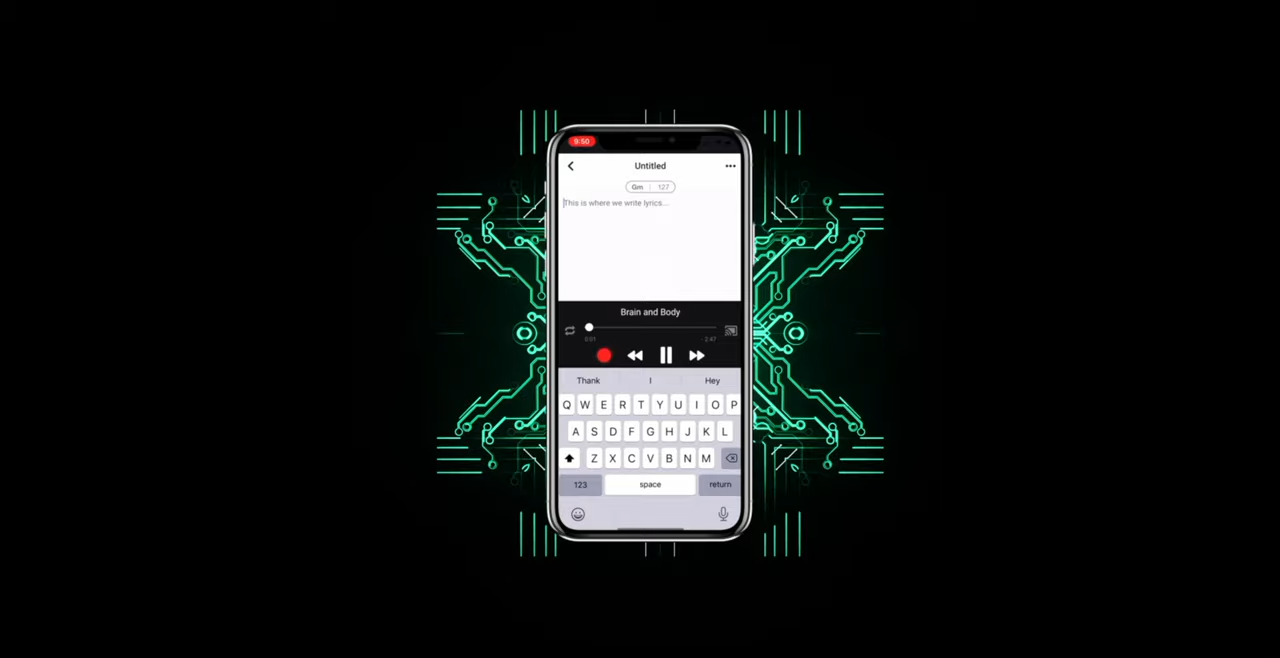 9:50
Untitled
Gm | 127
This is where we write lyrics...
Brain and Body
0:01 - 2:47
Thank I Hey
Q W E R T Y U I O P
A S D F G H J K L
Z X C V B N M
123 space return